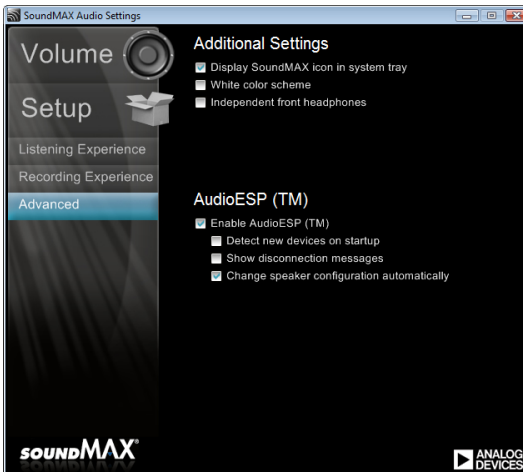 SoundMAX Audio Settings
Volume
Setup
Listening Experience
Recording Experience
Advanced
Additional Settings
Display SoundMAX icon in system tray
White color scheme
Independent front headphones
AudioESP (TM)
Enable AudioESP (TM)
Detect new devices on startup
Show disconnection messages
Change speaker configuration automatically
SOUNDMAX®
ANALOG
DEVICES